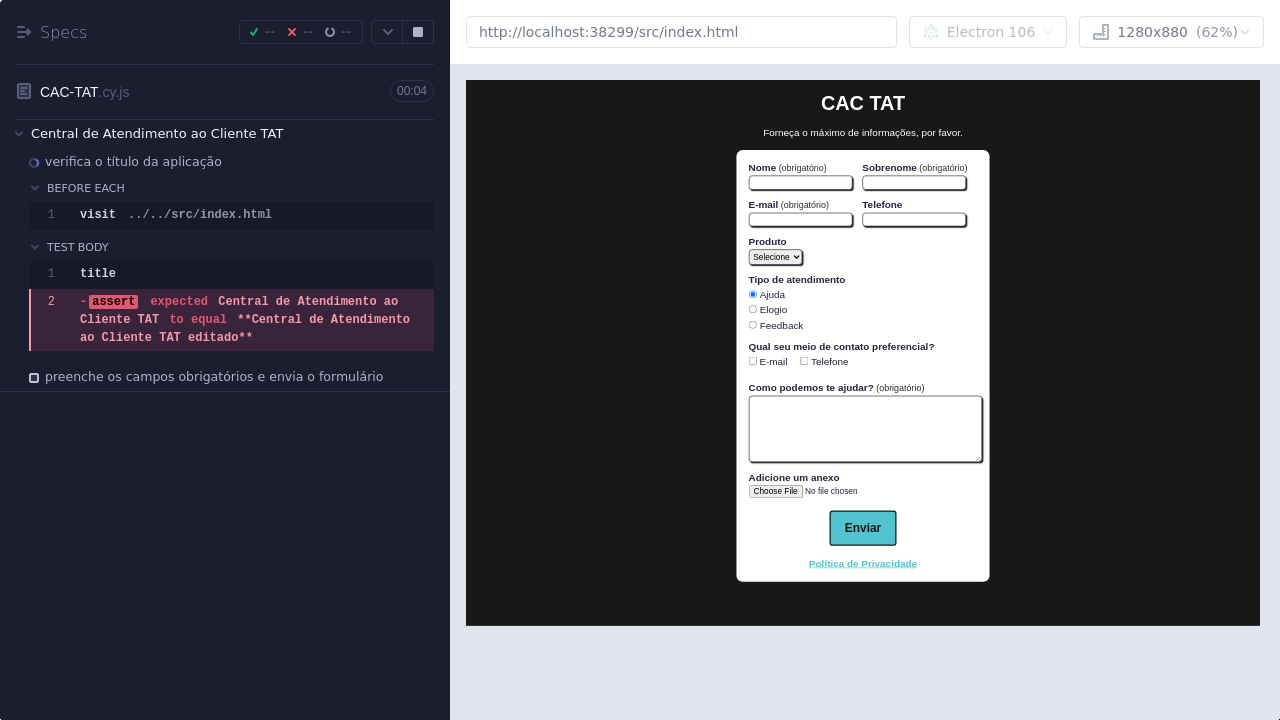 Specs
-- -- --
CAC-TAT.cy.js 00:04
Central de Atendimento ao Cliente TAT
verifica o título da aplicação
BEFORE EACH
1 visit ../../src/index.html
TEST BODY
1 title
2 -assert expected Central de Atendimento ao
Cliente TAT to equal **Central de Atendimento
ao Cliente TAT editado**
preenche os campos obrigatórios e envia o formulário
http://localhost:38299/src/index.html
Electron 106
1280x880 (62%)
CAC TAT
Forneça o máximo de informações, por favor.
Nome (obrigatório) Sobrenome (obrigatório)
E-mail (obrigatório) Telefone
Produto
Selecione
Tipo de atendimento
Ajuda
Elogio
Feedback
Qual seu meio de contato preferencial?
E-mail Telefone
Como podemos te ajudar? (obrigatório)
Adicione um anexo
Choose File No file chosen
Enviar
Política de Privacidade